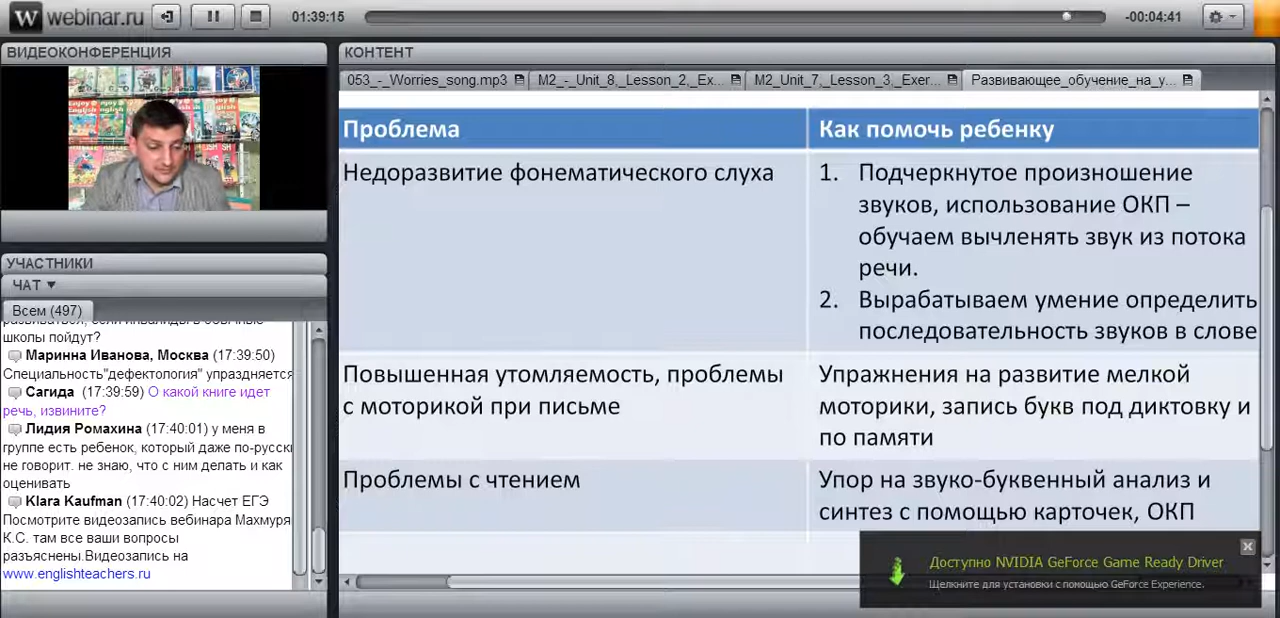 webinar.ru
01:39:15
-00:04:41
ВИДЕОКОНФЕРЕНЦИЯ
Enjoy English
УЧАСТНИКИ
ЧАТ
Всем (497)
школы пойдут?
Маринна Иванова, Москва (17:39:50)
Специальность"дефектология" упраздняется
Сагида (17:39:59) О какой книге идет
речь, извините?
Лидия Ромахина (17:40:01) у меня в
группе есть ребенок, который даже по-русски
не говорит. не знаю, что с ним делать и как
оценивать
Klara Kaufman (17:40:02) Насчет ЕГЭ
Посмотрите видеозапись вебинара Махмуря
К.С. там все ваши вопросы
разъяснены.Видеозапись на
www.englishteachers.ru
КОНТЕНТ
053_-_Worries_song.mp3
M2_-_Unit_8,_Lesson_2,_Ex...
M2_Unit_7,_Lesson_3_Exer...
Развивающее_обучение_на_у...
Проблема
Как помочь ребенку
Недоразвитие фонематического слуха
1. Подчеркнутое произношение
звуков, использование ОКП –
обучаем вычленять звук из потока
речи.
2. Вырабатываем умение определить
последовательность звуков в слове
Повышенная утомляемость, проблемы
с моторикой при письме
Упражнения на развитие мелкой
моторики, запись букв под диктовку и
по памяти
Проблемы с чтением
Упор на звуко-буквенный анализ и
синтез с помощью карточек, ОКП
Доступно NVIDIA GeForce Game Ready Driver
Щелкните для установки с помощью GeForce Experience.